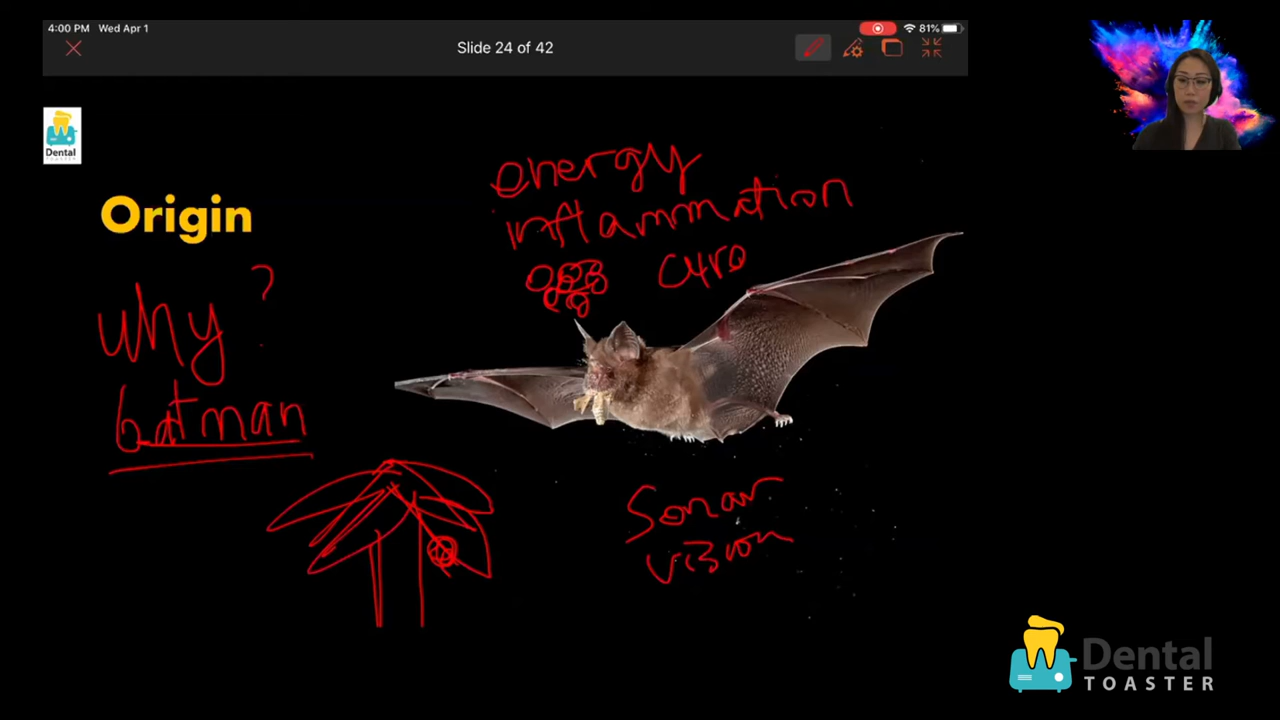 4:00 PM Wed Apr 1
81%
Slide 24 of 42
Dental
TOASTER
Origin
why?
batman
energy
inflammation
cure
Sonar
vision
Dental
TOASTER